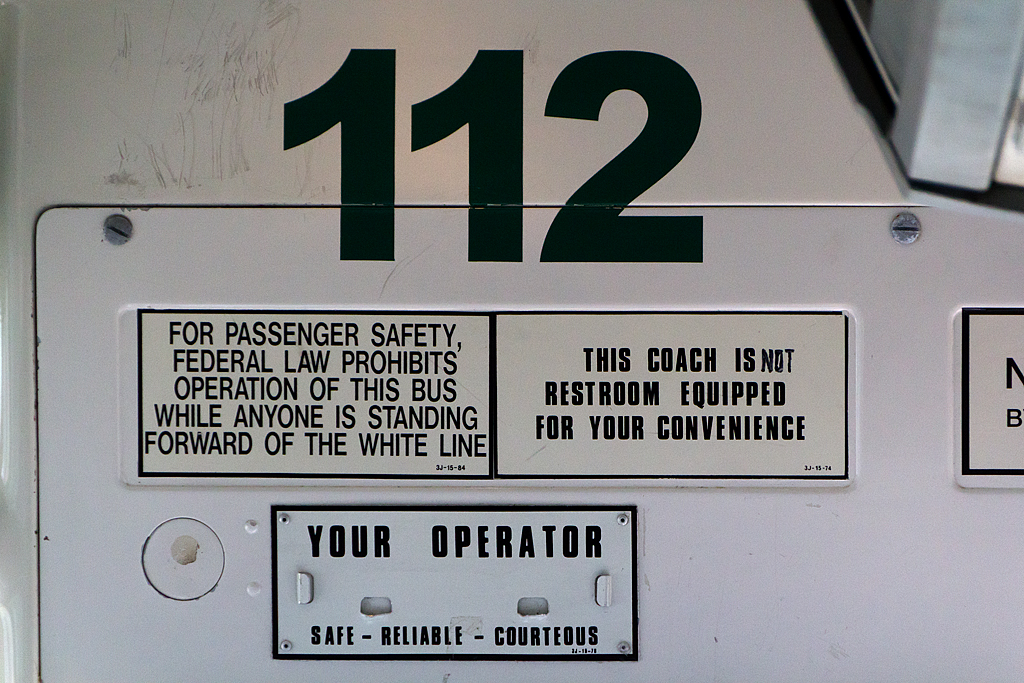 112
FOR PASSENGER SAFETY,
FEDERAL LAW PROHIBITS
OPERATION OF THIS BUS
WHILE ANYONE IS STANDING
FORWARD OF THE WHITE LINE
3J-15-84
THIS COACH IS NOT
RESTROOM EQUIPPED
FOR YOUR CONVENIENCE
3J-15-74
N
B
YOUR OPERATOR
SAFE - RELIABLE - COURTEOUS